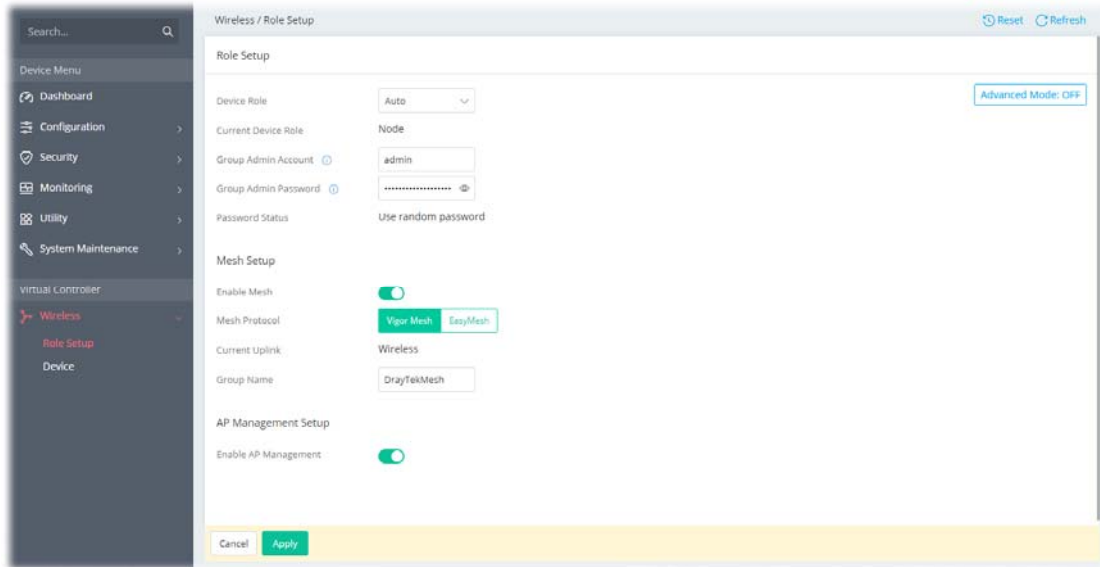 Search...
Device Menu
Dashboard
Configuration
Security
Monitoring
Utility
System Maintenance
Virtual Controller
Wireless
Role Setup
Device
Wireless / Role Setup
Reset
Refresh
Role Setup
Advanced Mode: OFF
Device Role Auto
Current Device Role Node
Group Admin Account admin
Group Admin Password ••••••••••••••••••••
Password Status Use random password
Mesh Setup
Enable Mesh
Mesh Protocol Vigor Mesh EasyMesh
Current Uplink Wireless
Group Name DrayTekMesh
AP Management Setup
Enable AP Management
Cancel Apply